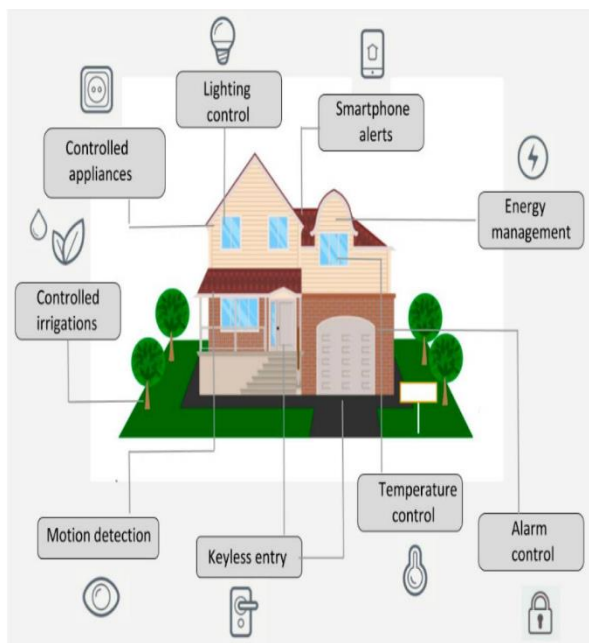 Lighting
control
Smartphone
alerts
Controlled
appliances
Energy
management
Controlled
irrigations
Temperature
control
Motion detection
Keyless entry
Alarm
control